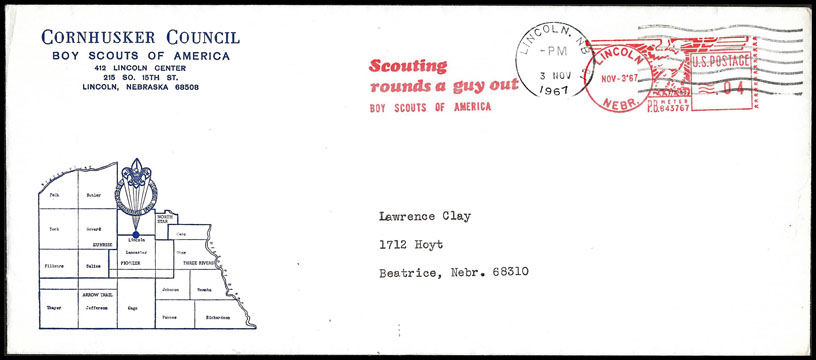 CORNHUSKER COUNCIL
BOY SCOUTS OF AMERICA
412 LINCOLN CENTER
215 SO. 15TH ST.
LINCOLN, NEBRASKA 68508
Scouting
rounds a guy out
BOY SCOUTS OF AMERICA
LINCOLN, NB
-PM
3 NOV
1967
LINCOLN
NOV-3'67
NEBR.
U.S. POSTAGE
04
P.B. METER
643767
Lawrence Clay
1712 Hoyt
Beatrice, Nebr. 68310
Polk
Butler
NORTH
STAR
York
Seward
Lincoln
Cass
SUNRISE
Lancaster
Otoe
Fillmore
Saline
PIONEER
THREE RIVERS
ARROW TRAIL
Johnson
Nemaha
Thayer
Jefferson
Gage
Pawnee
Richardson